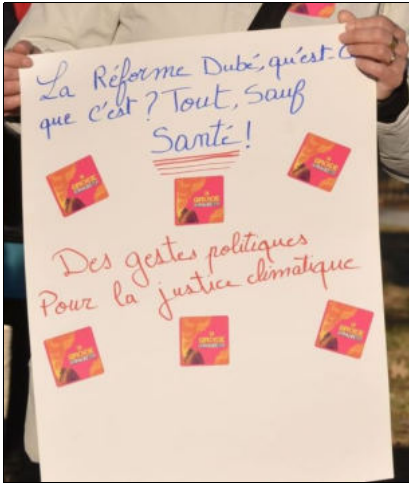 La Réforme Dubé, qu'est-c
que c'est? Tout, Sauf
Santé!
Des gestes politiques
Pour la justice climatique